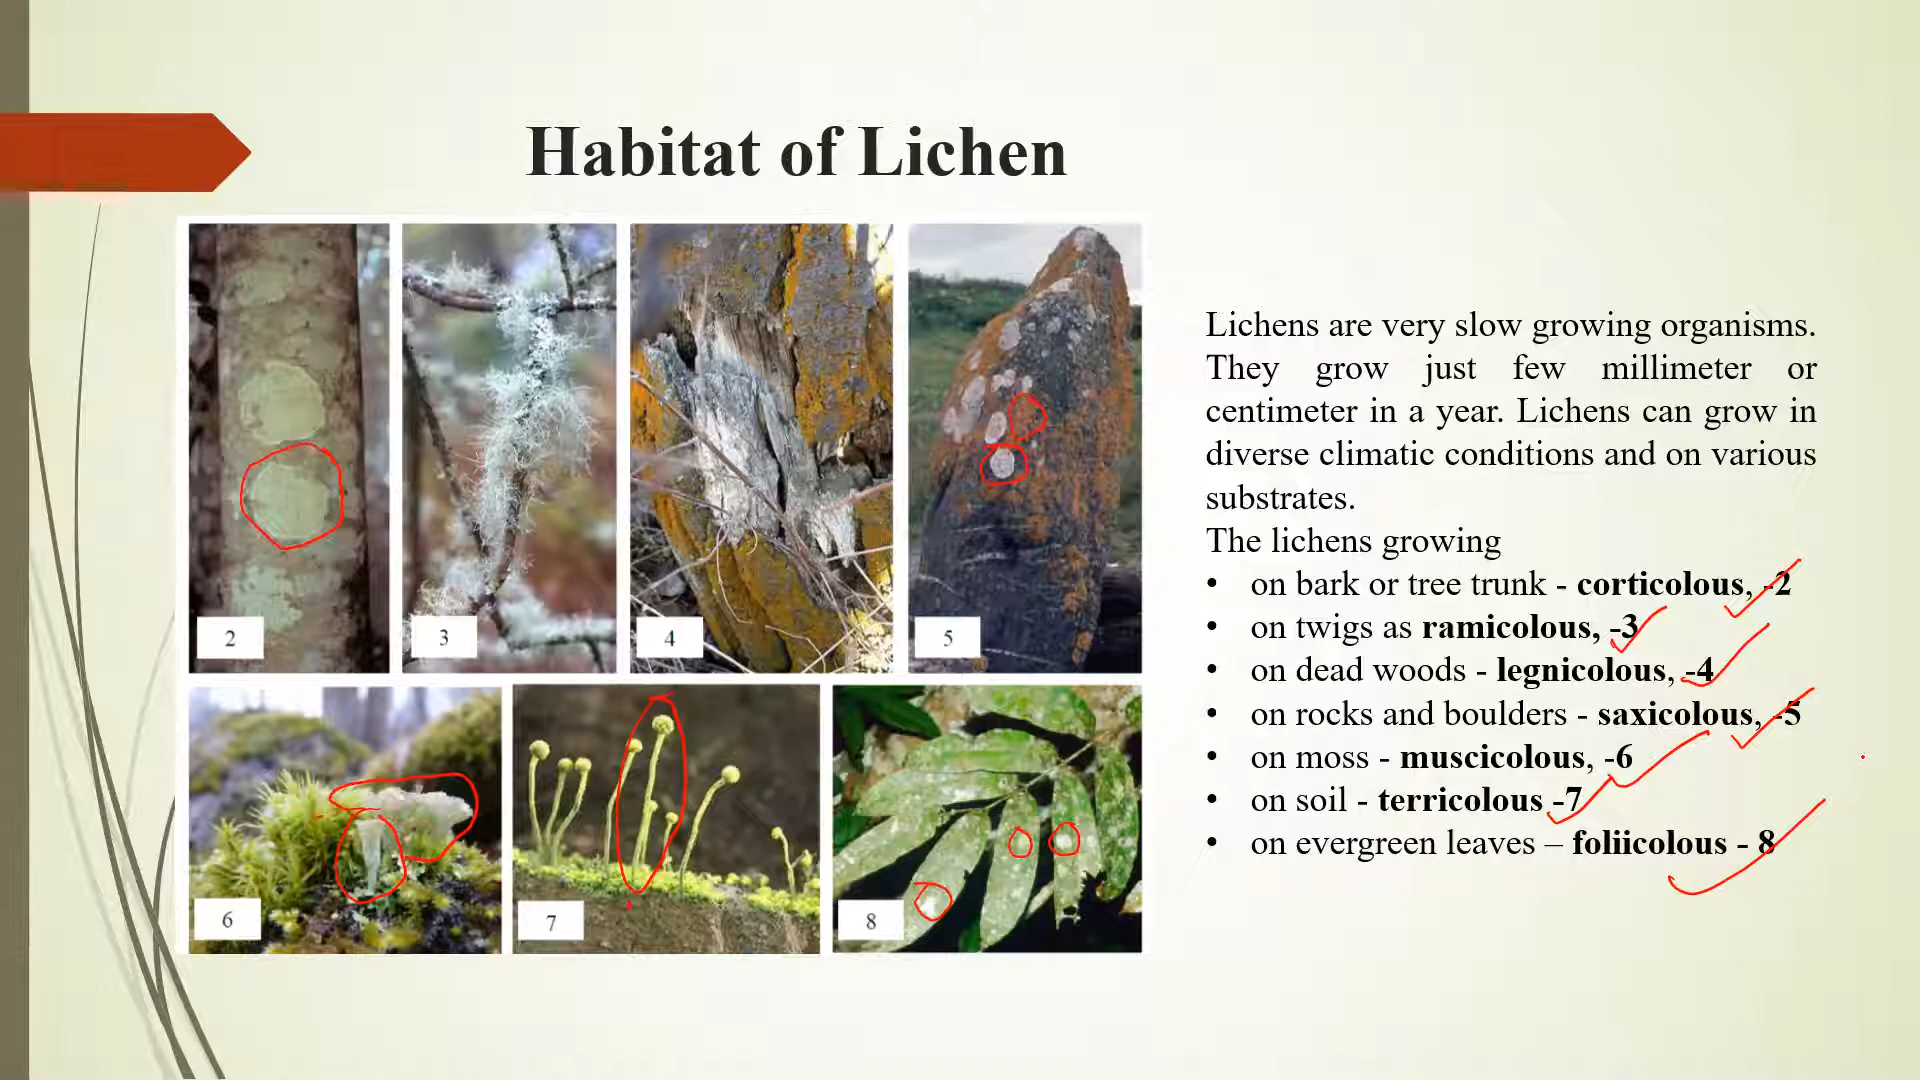 Habitat of Lichen
2
3
4
5
6
7
8
Lichens are very slow growing organisms.
They grow just few millimeter or
centimeter in a year. Lichens can grow in
diverse climatic conditions and on various
substrates.
The lichens growing
• on bark or tree trunk - corticolous, -2
• on twigs as ramicolous, -3
• on dead woods - legnicolous, -4
• on rocks and boulders - saxicolous, -5
• on moss - muscicolous, -6
• on soil - terricolous -7
• on evergreen leaves – foliicolous - 8